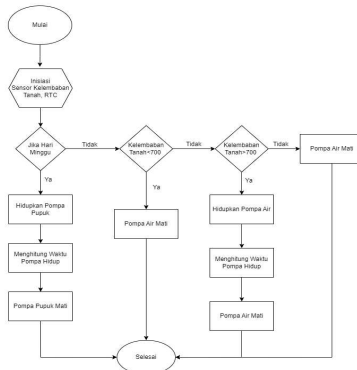 Mulai
Inisiasi
Sensor Kelembaban
Tanah, RTC
Jika Hari
Minggu
Tidak
Kelembaban
Tanah<700
Tidak
Kelembaban
Tanah>700
Tidak
Pompa Air Mati
Ya
Ya
Ya
Hidupkan Pompa
Pupuk
Pompa Air Mati
Hidupkan Pompa Air
Menghitung Waktu
Pompa Hidup
Menghitung Waktu
Pompa Hidup
Pompa Pupuk Mati
Pompa Air Mati
Selesai